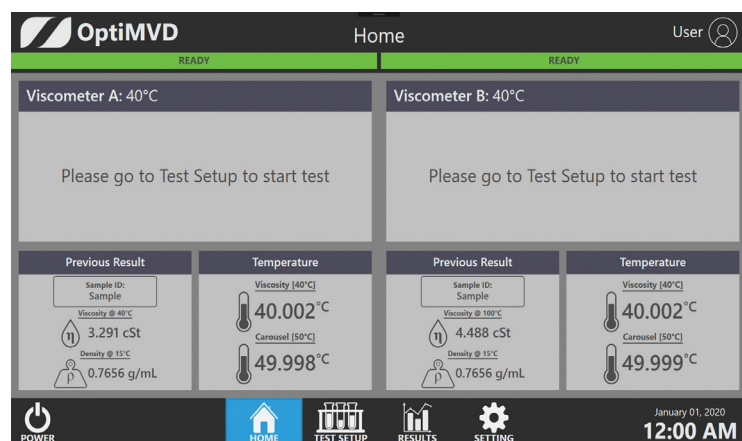 OptiMVD
Home
User
READY
READY
Viscometer A: 40°C
Viscometer B: 40°C
Please go to Test Setup to start test
Please go to Test Setup to start test
Previous Result
Temperature
Previous Result
Temperature
Sample ID:
Sample
Viscosity @ 40°C
η 3.291 cSt
Density @ 15°C
ρ 0.7656 g/mL
Viscosity [40°C]
40.002°C
Carousel [50°C]
49.998°C
Sample ID:
Sample
Viscosity @ 100°C
η 4.488 cSt
Density @ 15°C
ρ 0.7656 g/mL
Viscosity [40°C]
40.002°C
Carousel [50°C]
49.999°C
POWER
HOME
TEST SETUP
RESULTS
SETTING
January 01, 2020
12:00 AM